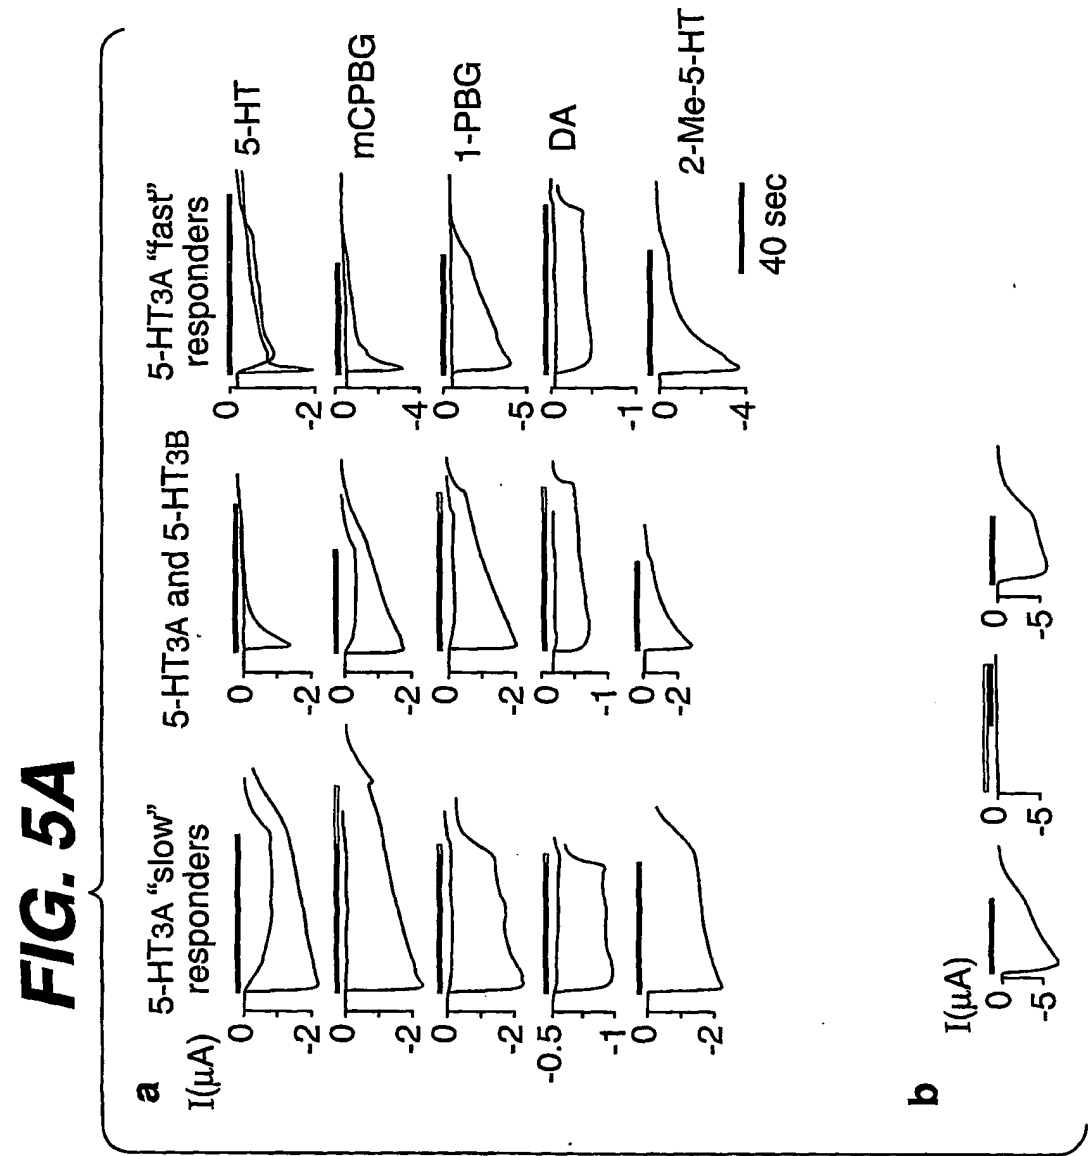 FIG. 5A
a
5-HT3A "slow" responders
5-HT3A and 5-HT3B
5-HT3A "fast" responders
I(μA)
0
-2
0
-2
0
-2
5-HT
0
-2
0
-2
0
-4
mCPBG
0
-2
0
-2
0
-5
1-PBG
-0.5
-1
0
-1
0
-1
DA
0
-2
0
-2
0
-4
2-Me-5-HT
40 sec
b
I(μA)
0
-5
0
-5
0
-5